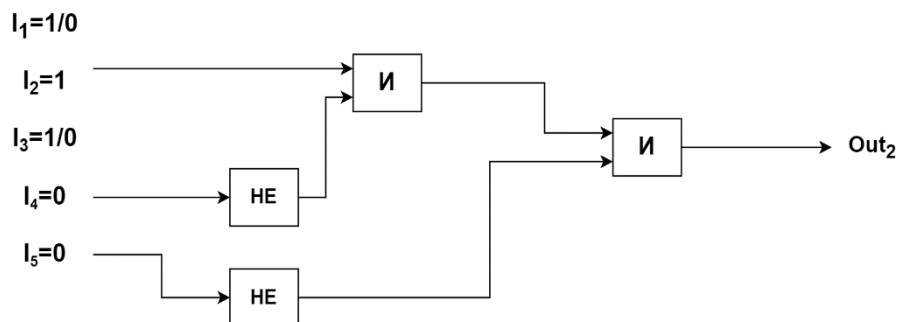 I₁=1/0
I₂=1
И
I₃=1/0
И
Out₂
I₄=0
НЕ
I₅=0
НЕ